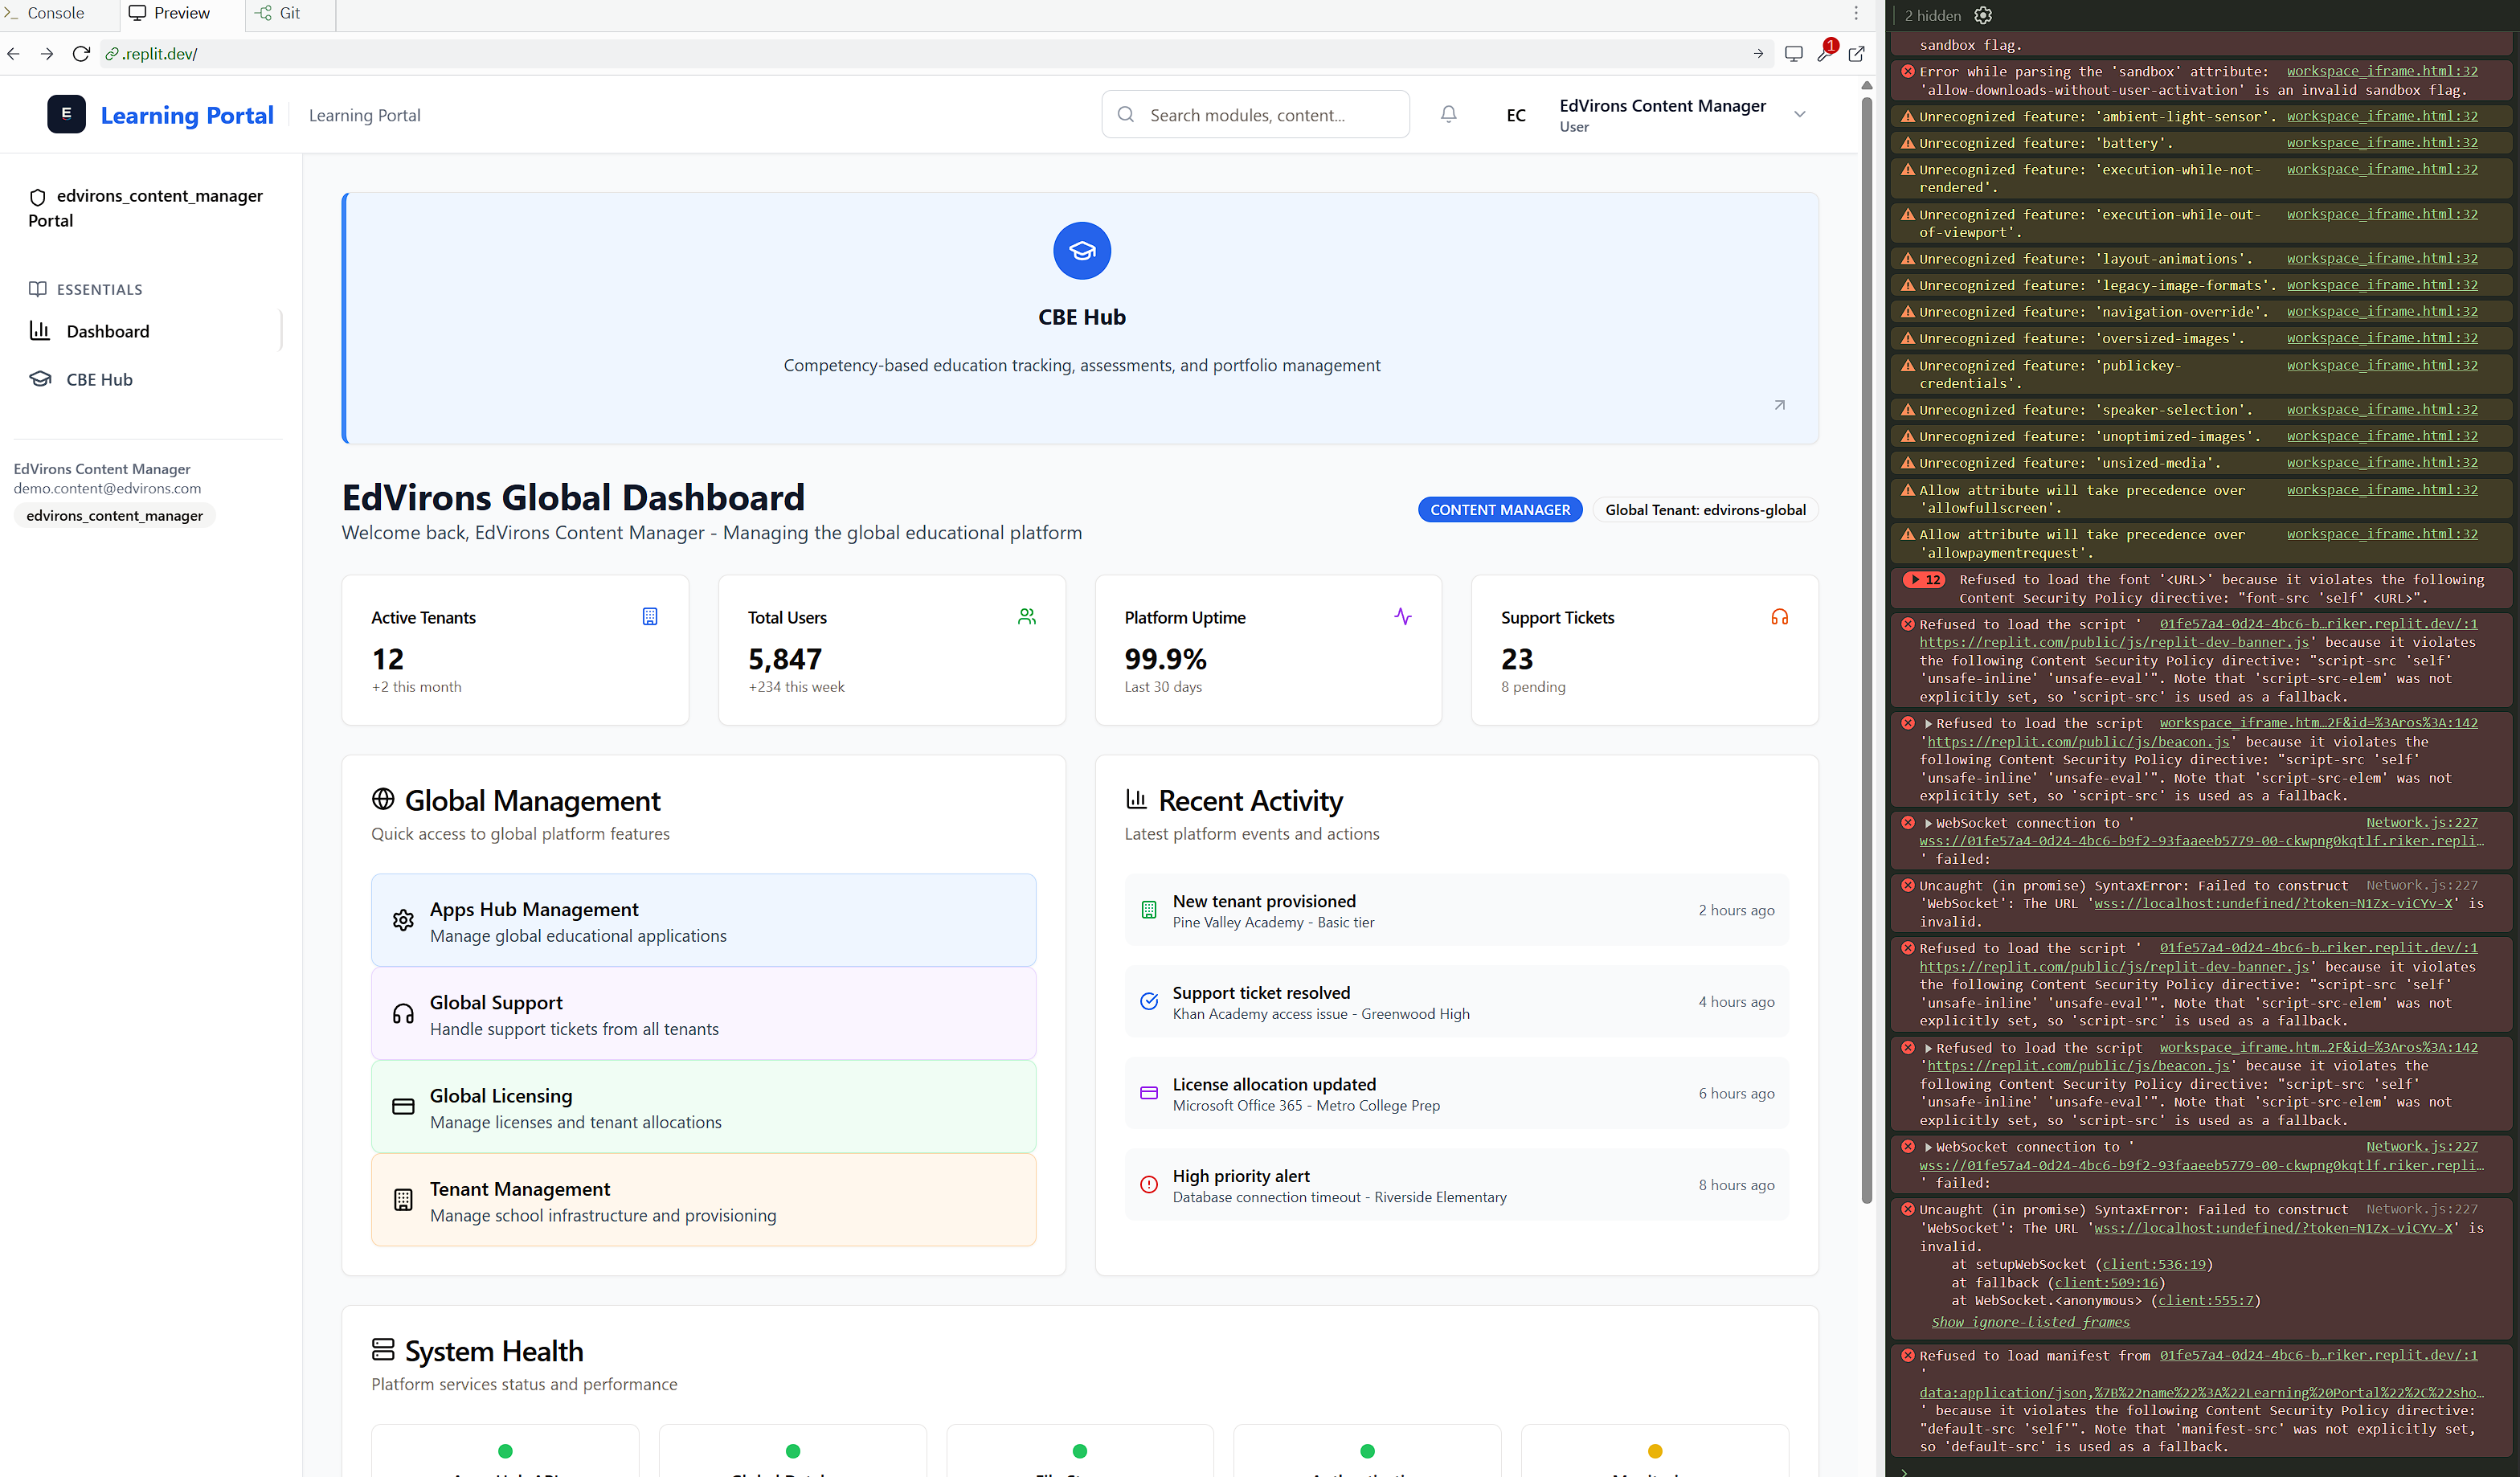 Console
Preview
Git
.replit.dev/
1
E
Learning Portal
Learning Portal
Search modules, content...
EC
EdVirons Content Manager
User
edvirons_content_manager
Portal
ESSENTIALS
Dashboard
CBE Hub
EdVirons Content Manager
demo.content@edvirons.com
edvirons_content_manager
CBE Hub
Competency-based education tracking, assessments, and portfolio management
EdVirons Global Dashboard
Welcome back, EdVirons Content Manager - Managing the global educational platform
CONTENT MANAGER
Global Tenant: edvirons-global
Active Tenants
12
+2 this month
Total Users
5,847
+234 this week
Platform Uptime
99.9%
Last 30 days
Support Tickets
23
8 pending
Global Management
Quick access to global platform features
Apps Hub Management
Manage global educational applications
Global Support
Handle support tickets from all tenants
Global Licensing
Manage licenses and tenant allocations
Tenant Management
Manage school infrastructure and provisioning
Recent Activity
Latest platform events and actions
New tenant provisioned
Pine Valley Academy - Basic tier
2 hours ago
Support ticket resolved
Khan Academy access issue - Greenwood High
4 hours ago
License allocation updated
Microsoft Office 365 - Metro College Prep
6 hours ago
High priority alert
Database connection timeout - Riverside Elementary
8 hours ago
System Health
Platform services status and performance
2 hidden
sandbox flag.
Error while parsing the 'sandbox' attribute: workspace_iframe.html:32
'allow-downloads-without-user-activation' is an invalid sandbox flag.
Unrecognized feature: 'ambient-light-sensor'. workspace_iframe.html:32
Unrecognized feature: 'battery'. workspace_iframe.html:32
Unrecognized feature: 'execution-while-not- workspace_iframe.html:32
rendered'.
Unrecognized feature: 'execution-while-out- workspace_iframe.html:32
of-viewport'.
Unrecognized feature: 'layout-animations'. workspace_iframe.html:32
Unrecognized feature: 'legacy-image-formats'. workspace_iframe.html:32
Unrecognized feature: 'navigation-override'. workspace_iframe.html:32
Unrecognized feature: 'oversized-images'. workspace_iframe.html:32
Unrecognized feature: 'publickey- workspace_iframe.html:32
credentials'.
Unrecognized feature: 'speaker-selection'. workspace_iframe.html:32
Unrecognized feature: 'unoptimized-images'. workspace_iframe.html:32
Unrecognized feature: 'unsized-media'. workspace_iframe.html:32
Allow attribute will take precedence over workspace_iframe.html:32
'allowfullscreen'.
Allow attribute will take precedence over workspace_iframe.html:32
'allowpaymentrequest'.
12 Refused to load the font '<URL>' because it violates the following
Content Security Policy directive: "font-src 'self' <URL>".
Refused to load the script ' 01fe57a4-0d24-4bc6-b…riker.replit.dev/:1
https://replit.com/public/js/replit-dev-banner.js' because it violates
the following Content Security Policy directive: "script-src 'self'
'unsafe-inline' 'unsafe-eval'". Note that 'script-src-elem' was not
explicitly set, so 'script-src' is used as a fallback.
Refused to load the script workspace_iframe.htm…2F&id=%3Aros%3A:142
'https://replit.com/public/js/beacon.js' because it violates the
following Content Security Policy directive: "script-src 'self'
'unsafe-inline' 'unsafe-eval'". Note that 'script-src-elem' was not
explicitly set, so 'script-src' is used as a fallback.
WebSocket connection to ' Network.js:227
wss://01fe57a4-0d24-4bc6-b9f2-93faaeeb5779-00-ckwpng0kqtlf.riker.repli…
' failed:
Uncaught (in promise) SyntaxError: Failed to construct Network.js:227
'WebSocket': The URL 'wss://localhost:undefined/?token=N1Zx-viCYv-X' is
invalid.
Refused to load the script ' 01fe57a4-0d24-4bc6-b…riker.replit.dev/:1
https://replit.com/public/js/replit-dev-banner.js' because it violates
the following Content Security Policy directive: "script-src 'self'
'unsafe-inline' 'unsafe-eval'". Note that 'script-src-elem' was not
explicitly set, so 'script-src' is used as a fallback.
Refused to load the script workspace_iframe.htm…2F&id=%3Aros%3A:142
'https://replit.com/public/js/beacon.js' because it violates the
following Content Security Policy directive: "script-src 'self'
'unsafe-inline' 'unsafe-eval'". Note that 'script-src-elem' was not
explicitly set, so 'script-src' is used as a fallback.
WebSocket connection to ' Network.js:227
wss://01fe57a4-0d24-4bc6-b9f2-93faaeeb5779-00-ckwpng0kqtlf.riker.repli…
' failed:
Uncaught (in promise) SyntaxError: Failed to construct Network.js:227
'WebSocket': The URL 'wss://localhost:undefined/?token=N1Zx-viCYv-X' is
invalid.
at setupWebSocket (client:536:19)
at fallback (client:509:16)
at WebSocket.<anonymous> (client:555:7)
Show ignore-listed frames
Refused to load manifest from 01fe57a4-0d24-4bc6-b…riker.replit.dev/:1
'
data:application/json,%7B%22name%22%3A%22Learning%20Portal%22%2C%22sho…
' because it violates the following Content Security Policy directive:
"default-src 'self'". Note that 'manifest-src' was not explicitly set,
so 'default-src' is used as a fallback.